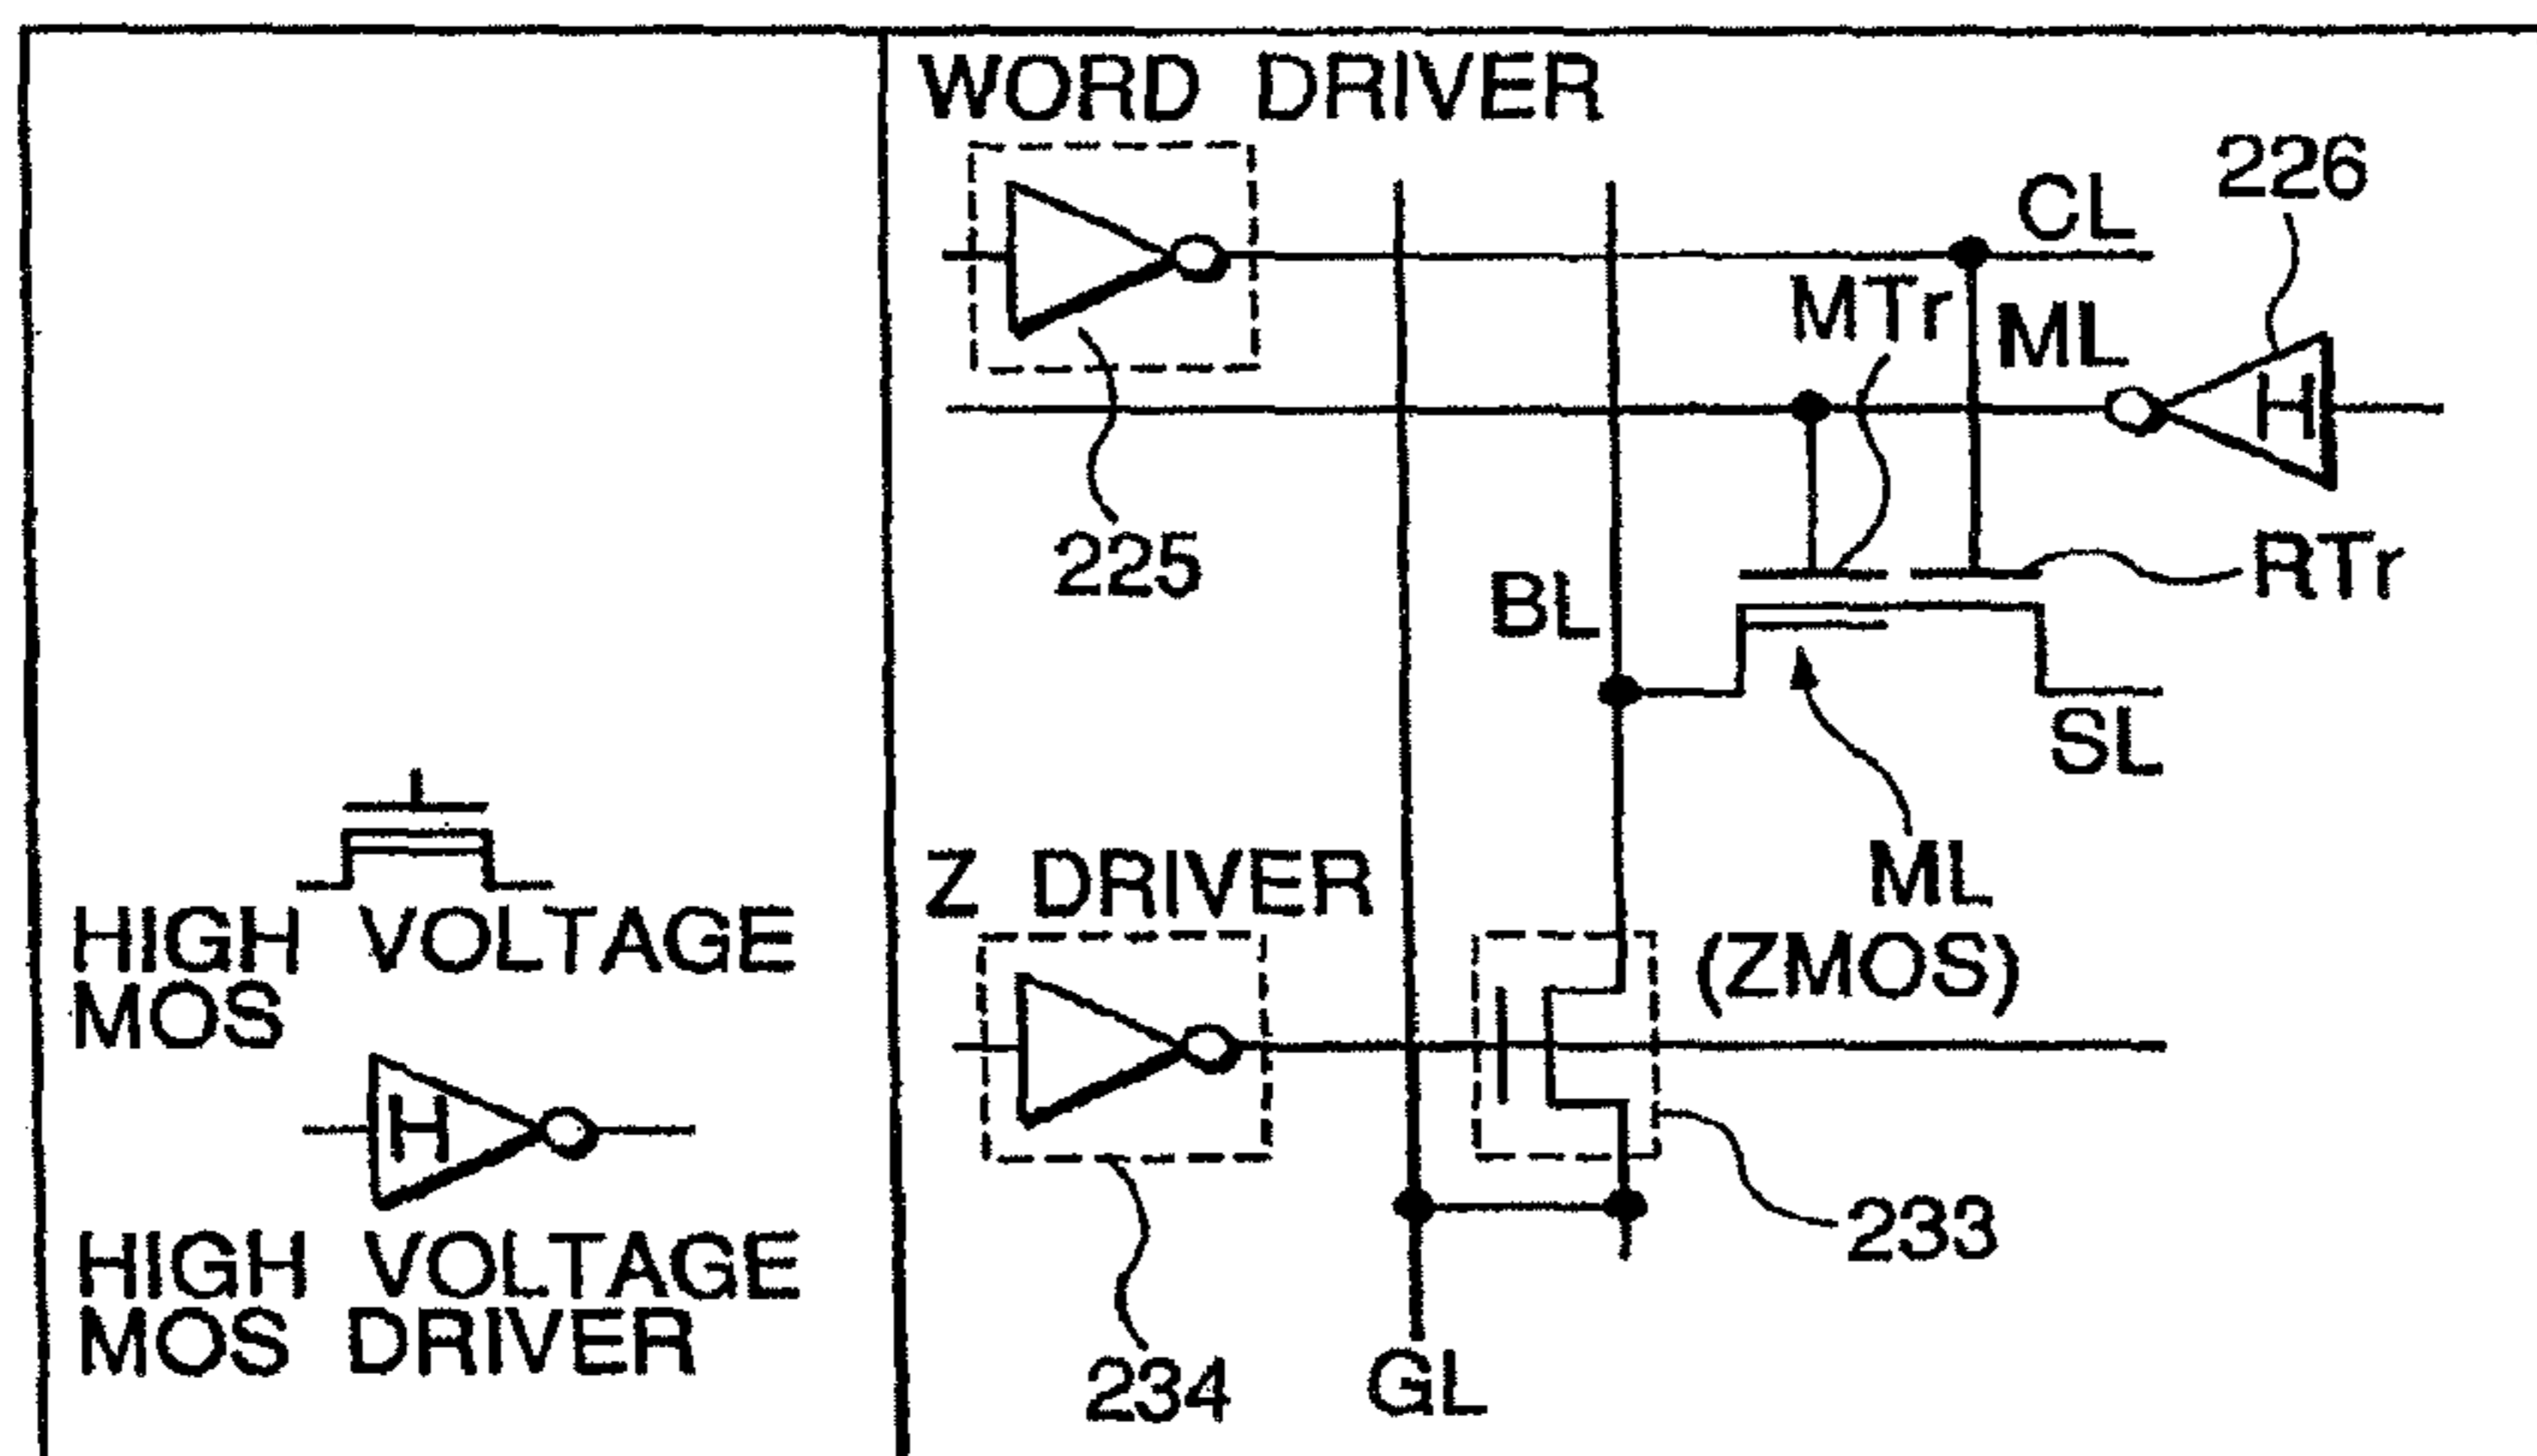 HIGH VOLTAGE
MOS
H
HIGH VOLTAGE
MOS DRIVER
WORD DRIVER
225
CL
226
MTr
ML
H
RTr
BL
SL
ML
(ZMOS)
Z DRIVER
233
234
GL